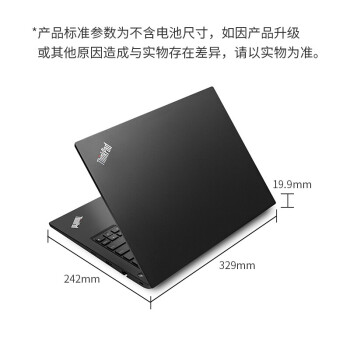 *产品标准参数为不含电池尺寸，如因产品升级
或其他原因造成与实物存在差异，请以实物为准。
ThinkPad
19.9mm
ThinkPad
329mm
242mm